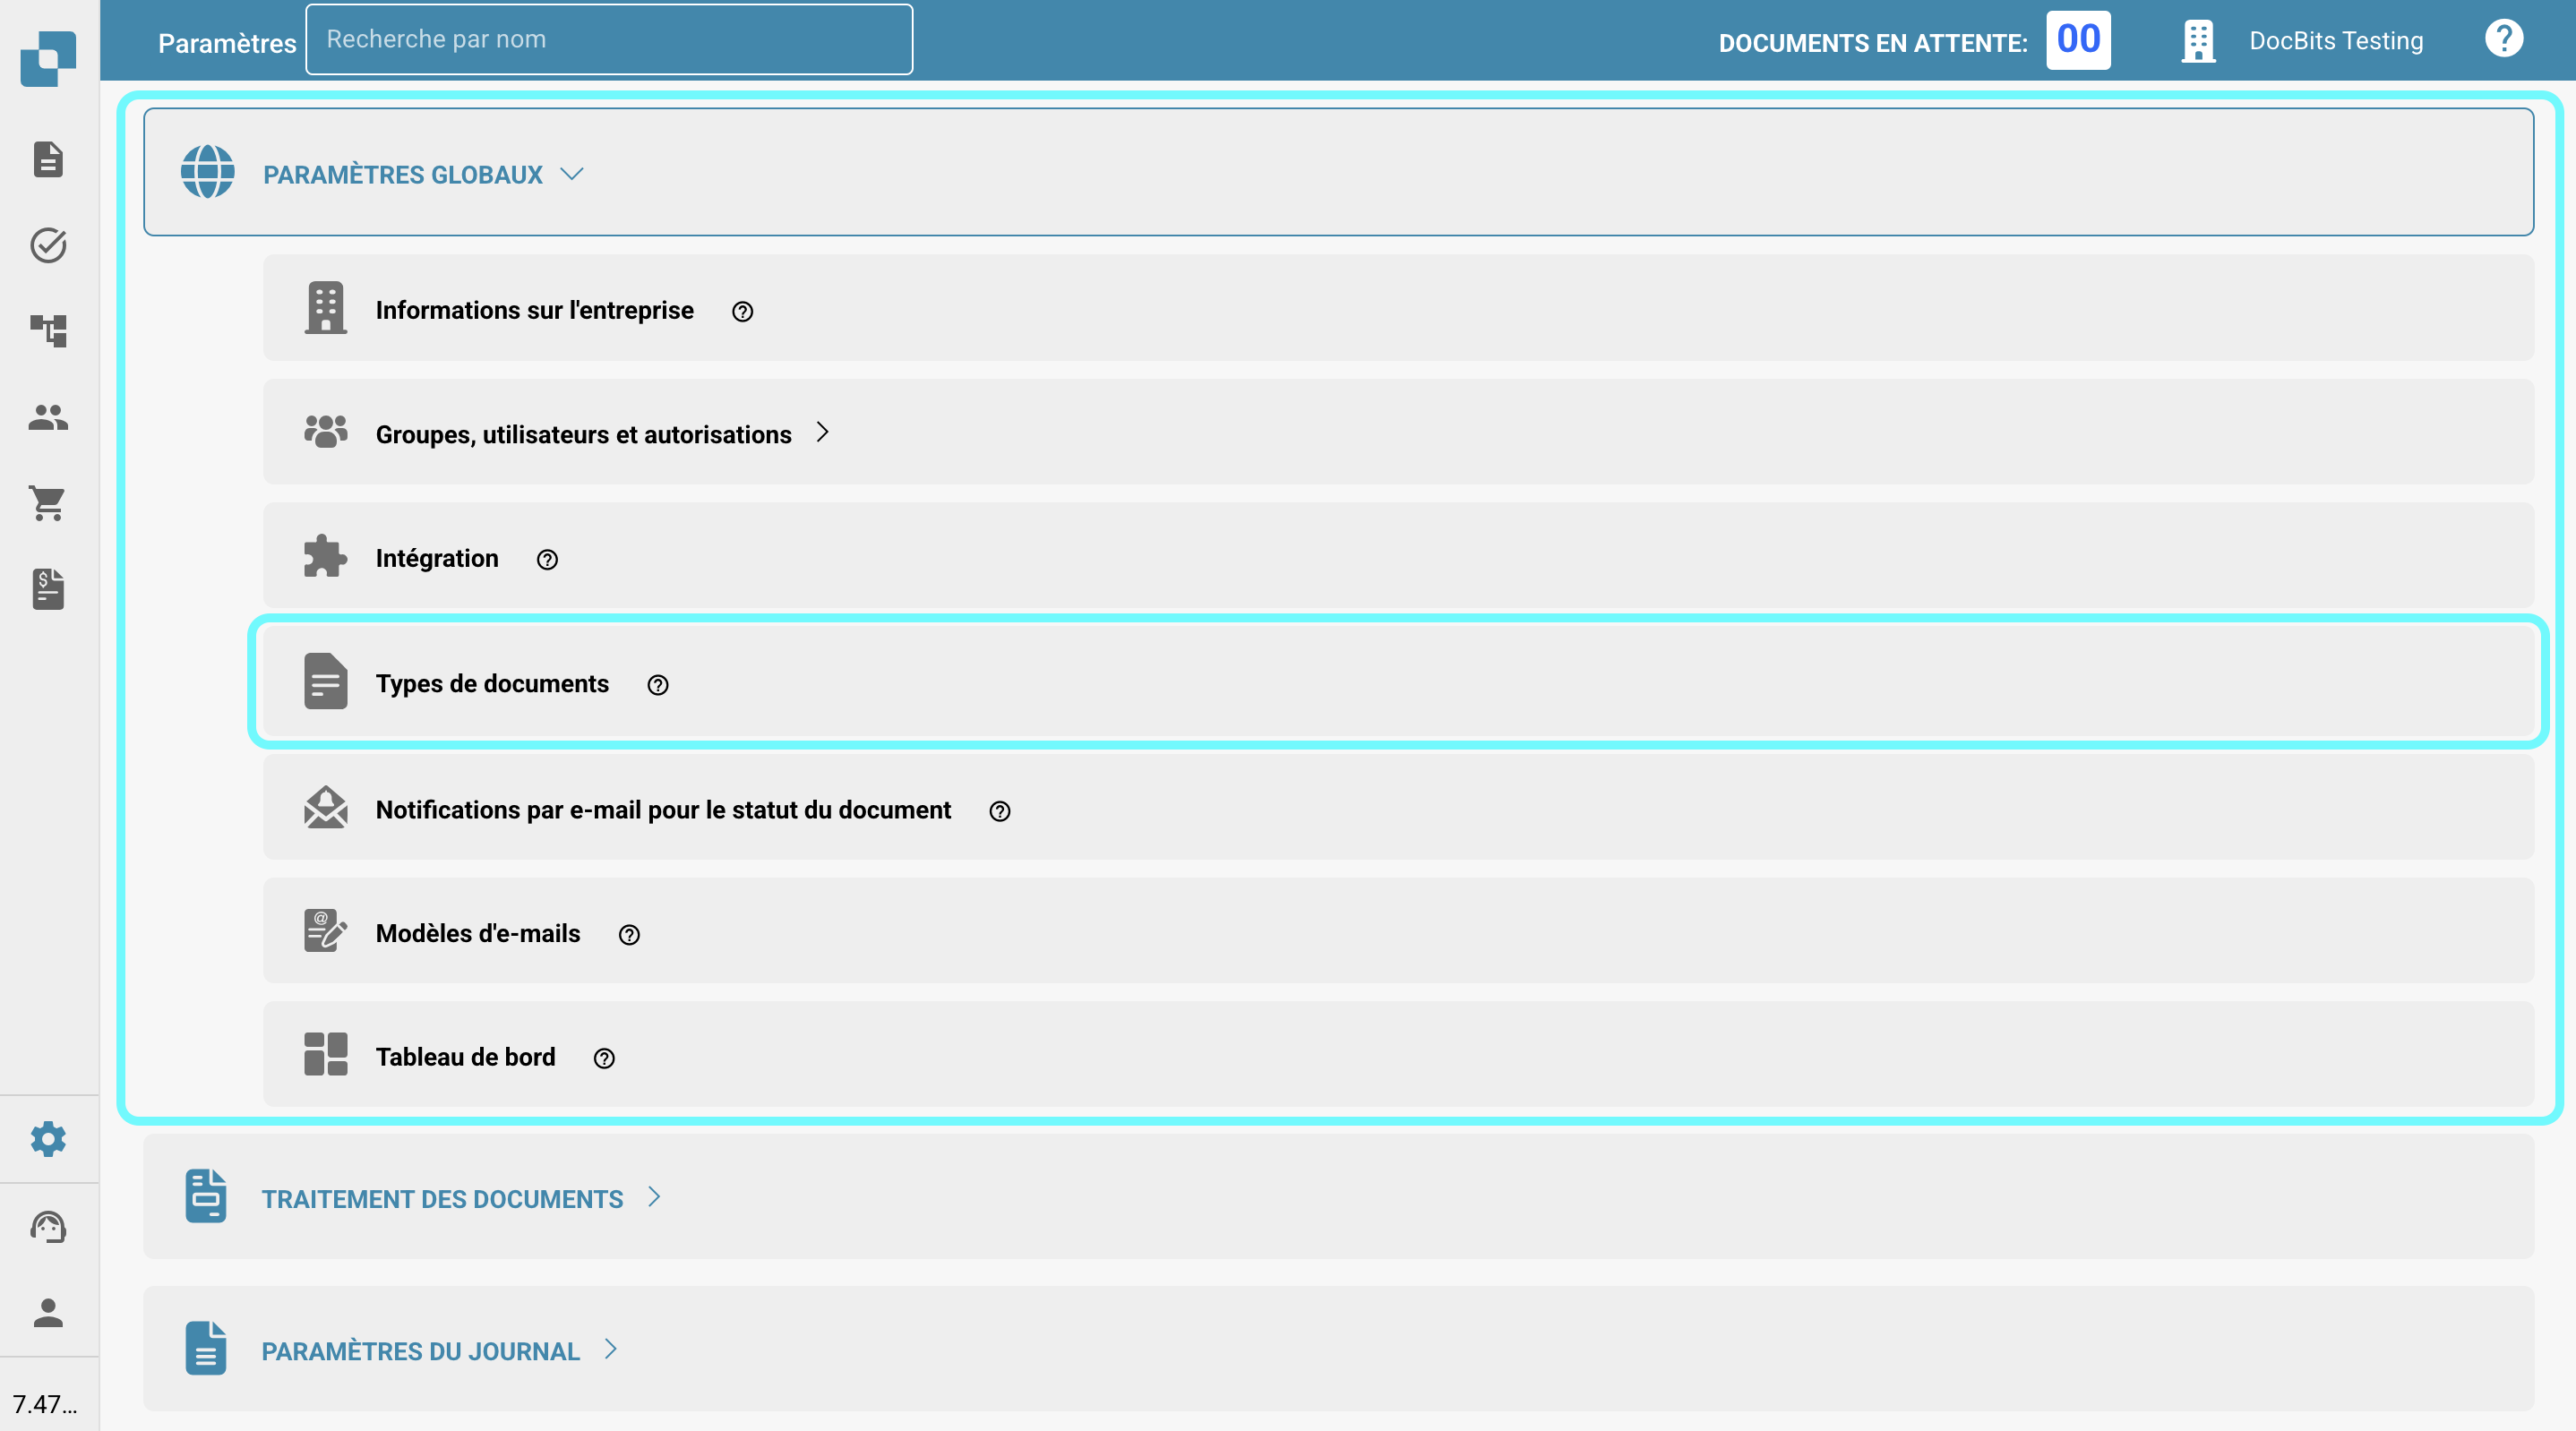 Paramètres
Recherche par nom
DOCUMENTS EN ATTENTE: 00
DocBits Testing
PARAMÈTRES GLOBAUX
Informations sur l'entreprise
Groupes, utilisateurs et autorisations
Intégration
Types de documents
Notifications par e-mail pour le statut du document
Modèles d'e-mails
Tableau de bord
TRAITEMENT DES DOCUMENTS
PARAMÈTRES DU JOURNAL
7.47...